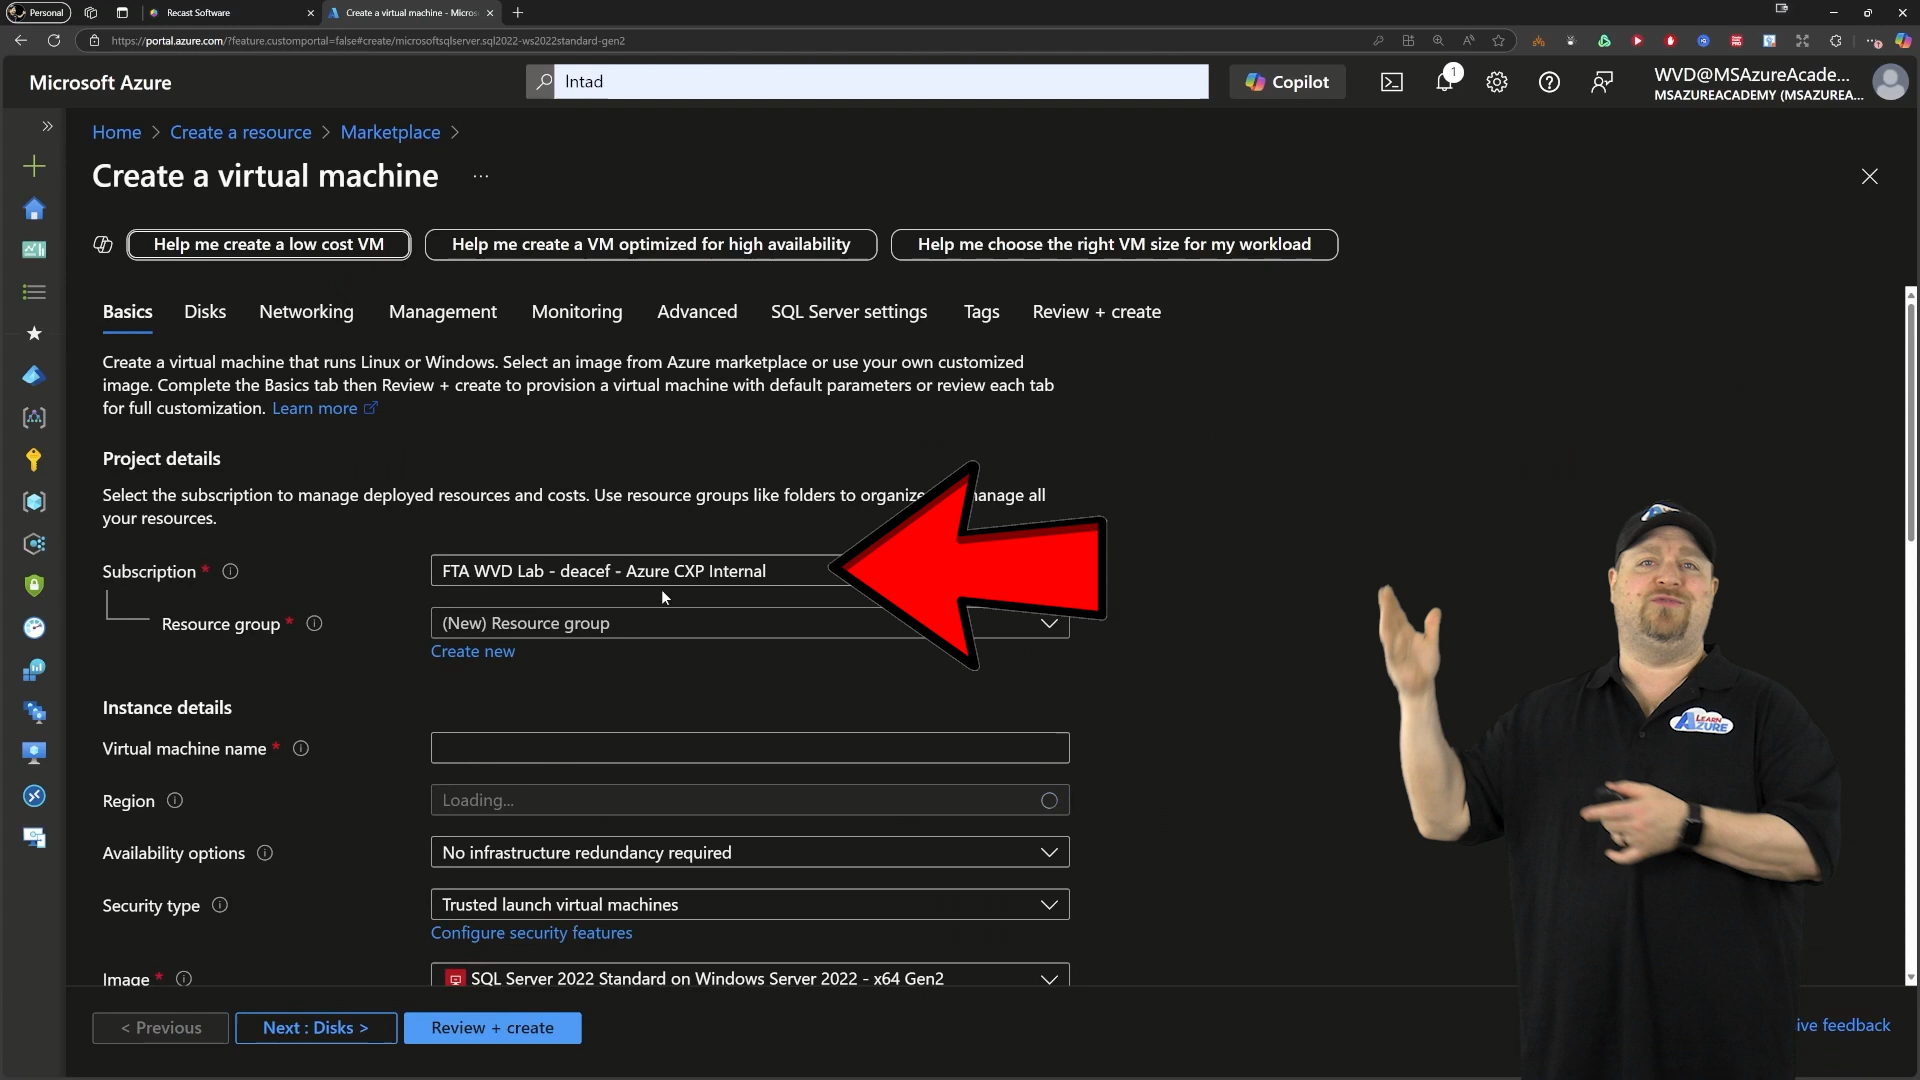 Personal
Recast Software
Create a virtual machine - Micros
https://portal.azure.com/?feature.customportal=false#create/microsoftsqlserver.sql2022-ws2022standard-gen2
Microsoft Azure
Intad
Copilot
1
WVD@MSAzureAcade...
MSAZUREACADEMY (MSAZUREA...
Home > Create a resource > Marketplace >
Create a virtual machine ...
Help me create a low cost VM
Help me create a VM optimized for high availability
Help me choose the right VM size for my workload
Basics Disks Networking Management Monitoring Advanced SQL Server settings Tags Review + create
Create a virtual machine that runs Linux or Windows. Select an image from Azure marketplace or use your own customized
image. Complete the Basics tab then Review + create to provision a virtual machine with default parameters or review each tab
for full customization. Learn more
Project details
Select the subscription to manage deployed resources and costs. Use resource groups like folders to organize anage all
your resources.
Subscription *
FTA WVD Lab - deacef - Azure CXP Internal
Resource group *
(New) Resource group
Create new
Instance details
Virtual machine name *
Region
Loading...
Availability options
No infrastructure redundancy required
Security type
Trusted launch virtual machines
Configure security features
Image *
SQL Server 2022 Standard on Windows Server 2022 - x64 Gen2
LEARN
AZURE
< Previous
Next : Disks >
Review + create
ive feedback